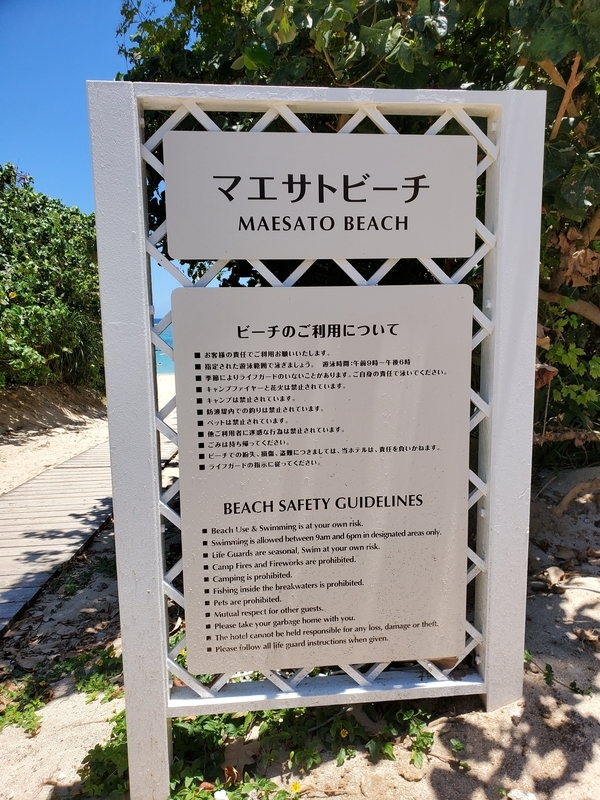 マエサトビーチ
MAESATO BEACH
ビーチのご利用について
■ お客様の責任でご利用お願いいたします。
■ 指定された遊泳範囲で泳ぎましょう。 遊泳時間:午前9時〜午後6時
■ 季節によりライフガードのいないことがあります。ご自身の責任で泳いでください。
■ キャンプファイヤーと花火は禁止されています。
■ キャンプは禁止されています。
■ 防波堤内での釣りは禁止されています。
■ ペットは禁止されています。
■ 他ご利用者に迷惑な行為は禁止されています。
■ ごみは持ち帰ってください。
■ ビーチでの紛失、損傷、盗難につきましては、当ホテルは、責任を負いかねます。
■ ライフガードの指示に従ってください。
BEACH SAFETY GUIDELINES
■ Beach Use & Swimming is at your own risk.
■ Swimming is allowed between 9am and 6pm in designated areas only.
■ Life Guards are seasonal, Swim at your own risk.
■ Camp Fires and Fireworks are prohibited.
■ Camping is prohibited.
■ Fishing inside the breakwaters is prohibited.
■ Pets are prohibited.
■ Mutual respect for other guests.
■ Please take your garbage home with you.
■ The hotel cannot be held responsible for any loss, damage or theft.
■ Please follow all life guard instructions when given.